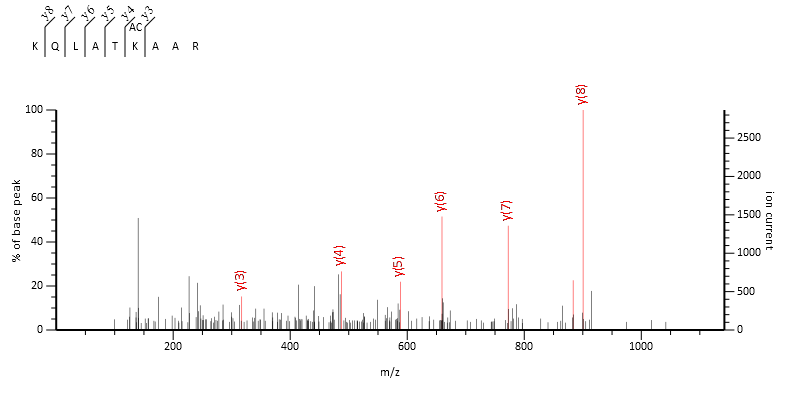 y8 y7 y6 y5 y4 y3
AC
K Q L A T K A A R
y(8)
y(6)
y(7)
y(4)
y(5)
y(3)
100
80
60
40
20
0
% of base peak
2500
2000
1500
1000
500
0
ion current
200 400 600 800 1000
m/z